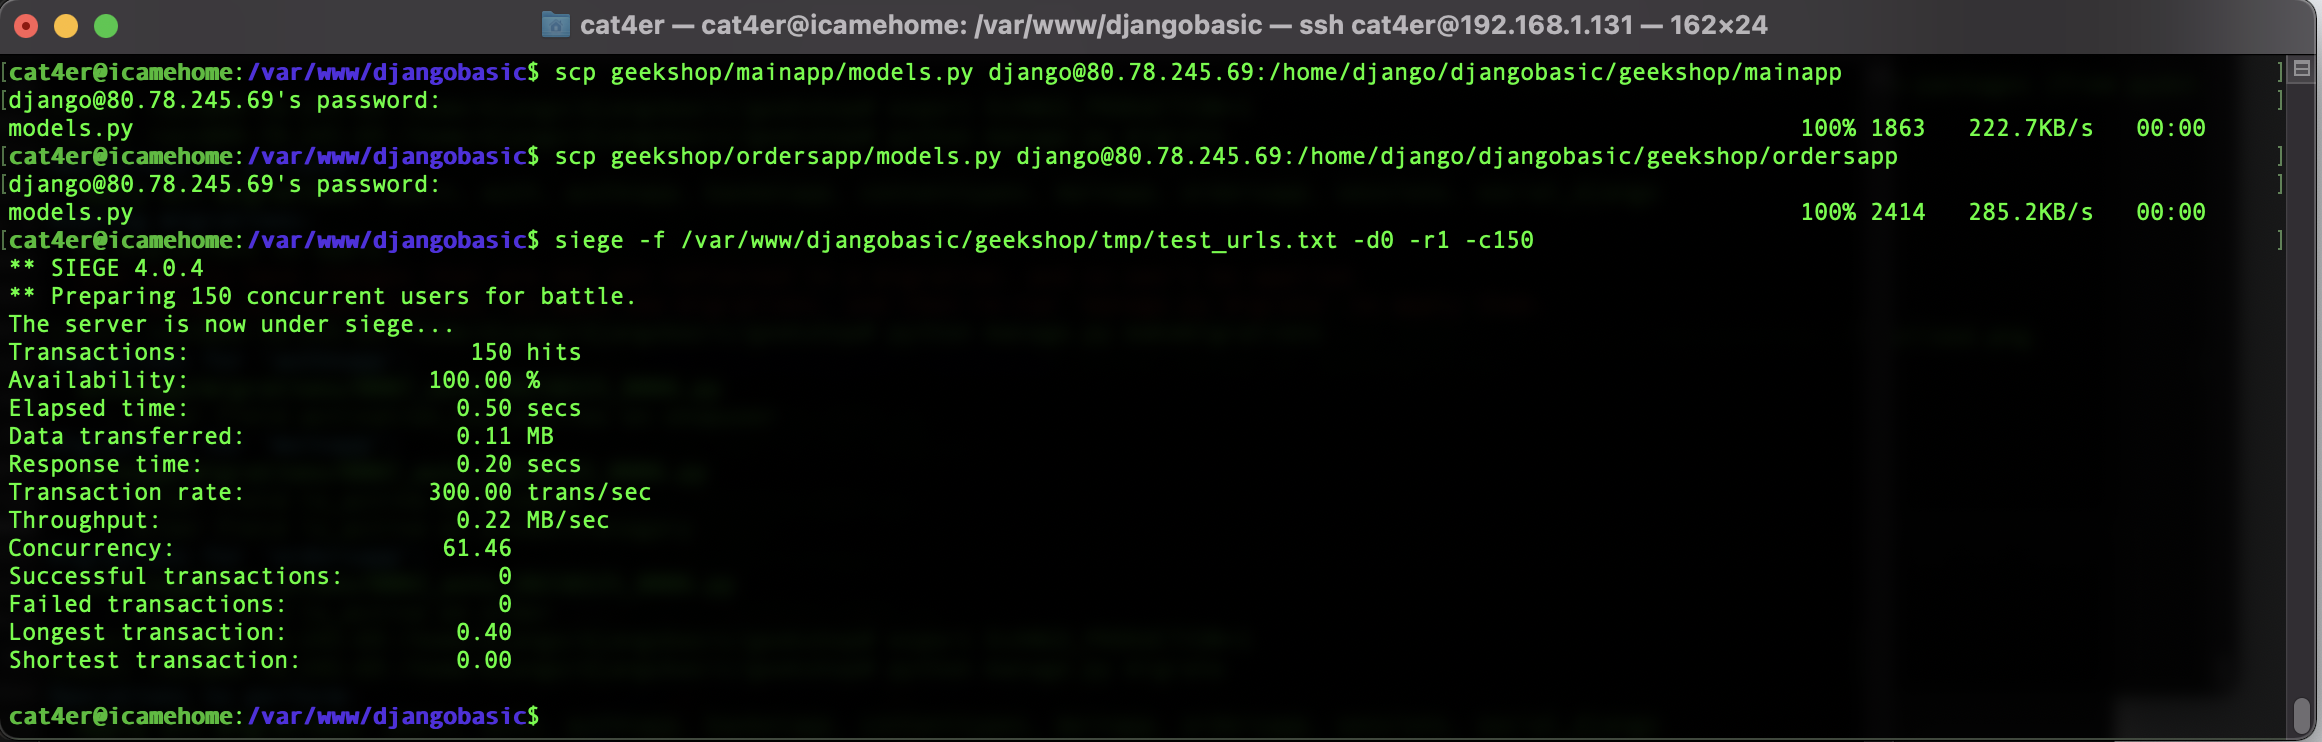 cat4er — cat4er@icamehome: /var/www/djangobasic — ssh cat4er@192.168.1.131 — 162×24
[cat4er@icamehome:/var/www/djangobasic$ scp geekshop/mainapp/models.py django@80.78.245.69:/home/django/djangobasic/geekshop/mainapp ]
[django@80.78.245.69's password: ]
models.py 100% 1863 222.7KB/s 00:00
[cat4er@icamehome:/var/www/djangobasic$ scp geekshop/ordersapp/models.py django@80.78.245.69:/home/django/djangobasic/geekshop/ordersapp ]
[django@80.78.245.69's password: ]
models.py 100% 2414 285.2KB/s 00:00
[cat4er@icamehome:/var/www/djangobasic$ siege -f /var/www/djangobasic/geekshop/tmp/test_urls.txt -d0 -r1 -c150 ]
** SIEGE 4.0.4
** Preparing 150 concurrent users for battle.
The server is now under siege...
Transactions: 150 hits
Availability: 100.00 %
Elapsed time: 0.50 secs
Data transferred: 0.11 MB
Response time: 0.20 secs
Transaction rate: 300.00 trans/sec
Throughput: 0.22 MB/sec
Concurrency: 61.46
Successful transactions: 0
Failed transactions: 0
Longest transaction: 0.40
Shortest transaction: 0.00
cat4er@icamehome:/var/www/djangobasic$